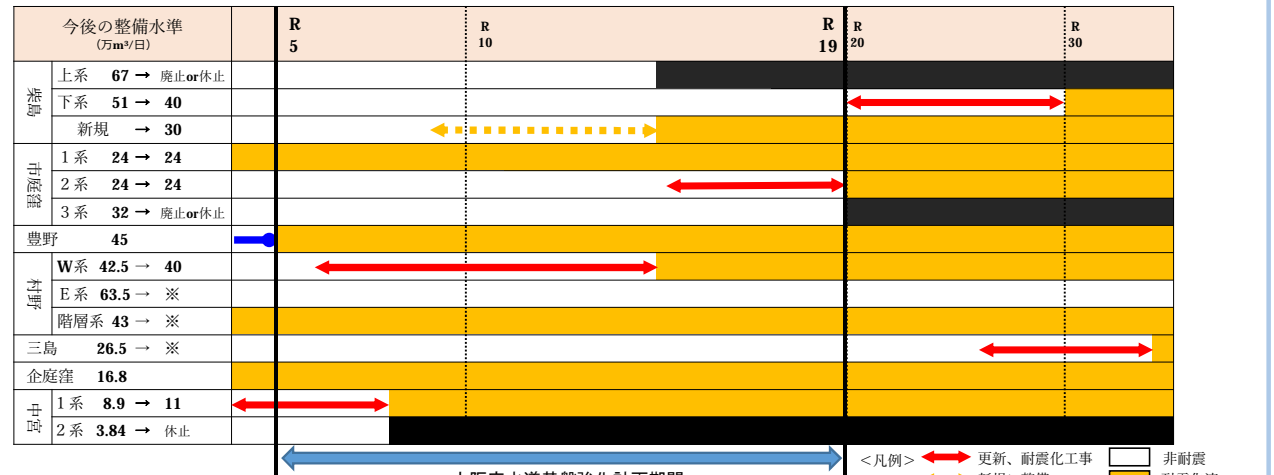 今後の整備水準
(万m³/日)
R
5
R
10
R
19
R
20
R
30
柴島
上系 67 → 廃止or休止
下系 51 → 40
新規 → 30
市庭窪
1系 24 → 24
2系 24 → 24
3系 32 → 廃止or休止
豊野 45
村野
W系 42.5 → 40
E系 63.5 → ※
階層系 43 → ※
三島 26.5 → ※
企庭窪 16.8
中宮
1系 8.9 → 11
2系 3.84 → 休止
<凡例>
更新、耐震化工事
非耐震